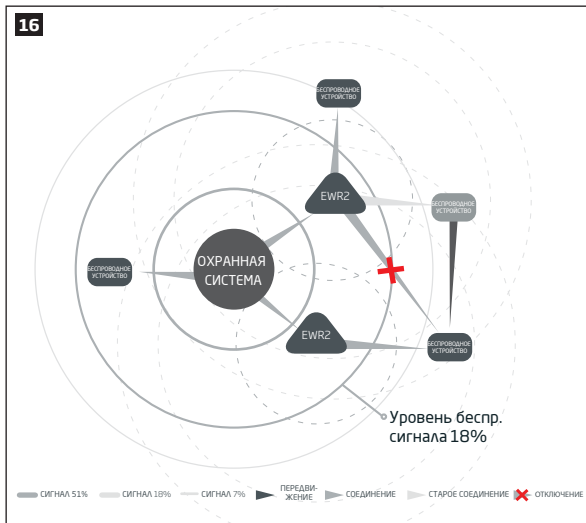 16
БЕСПРОВОДНОЕ
УСТРОЙСТВО
EWR2
БЕСПРОВОДНОЕ
УСТРОЙСТВО
ОХРАННАЯ
СИСТЕМА
БЕСПРОВОДНОЕ
УСТРОЙСТВО
EWR2
БЕСПРОВОДНОЕ
УСТРОЙСТВО
Уровень беспр.
сигнала 18%
СИГНАЛ 51%
СИГНАЛ 18%
СИГНАЛ 7%
ПЕРЕДВИ-
ЖЕНИЕ
СОЕДИНЕНИЕ
СТАРОЕ СОЕДИНЕНИЕ
ОТКЛЮЧЕНИЕ